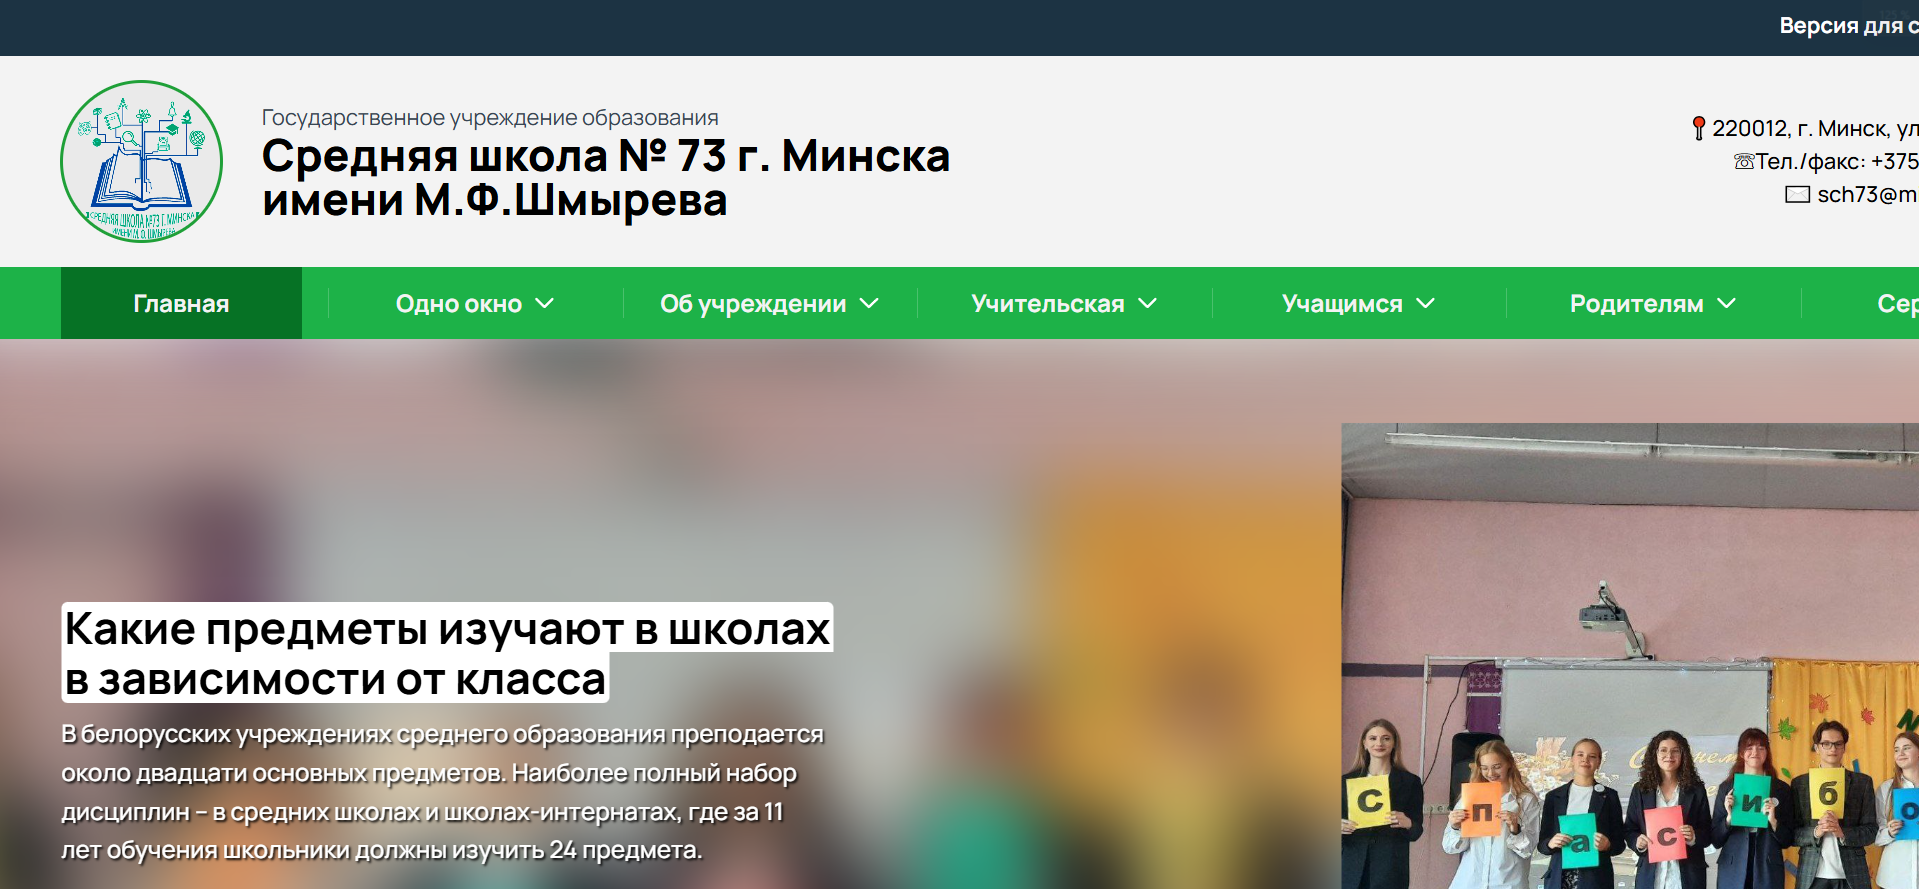 Версия для с
Государственное учреждение образования
Средняя школа № 73 г. Минска
имени М.Ф.Шмырева
СРЕДНЯЯ ШКОЛА №73 Г. МИНСКА
ИМЕНИ М. Ф. ШМЫРЕВА
220012, г. Минск, ул
Тел./факс: +375
sch73@m
Главная
Одно окно
Об учреждении
Учительская
Учащимся
Родителям
Сер
Какие предметы изучают в школах
в зависимости от класса
В белорусских учреждениях среднего образования преподается
около двадцати основных предметов. Наиболее полный набор
дисциплин – в средних школах и школах-интернатах, где за 11
лет обучения школьники должны изучить 24 предмета.
с п а с и б о